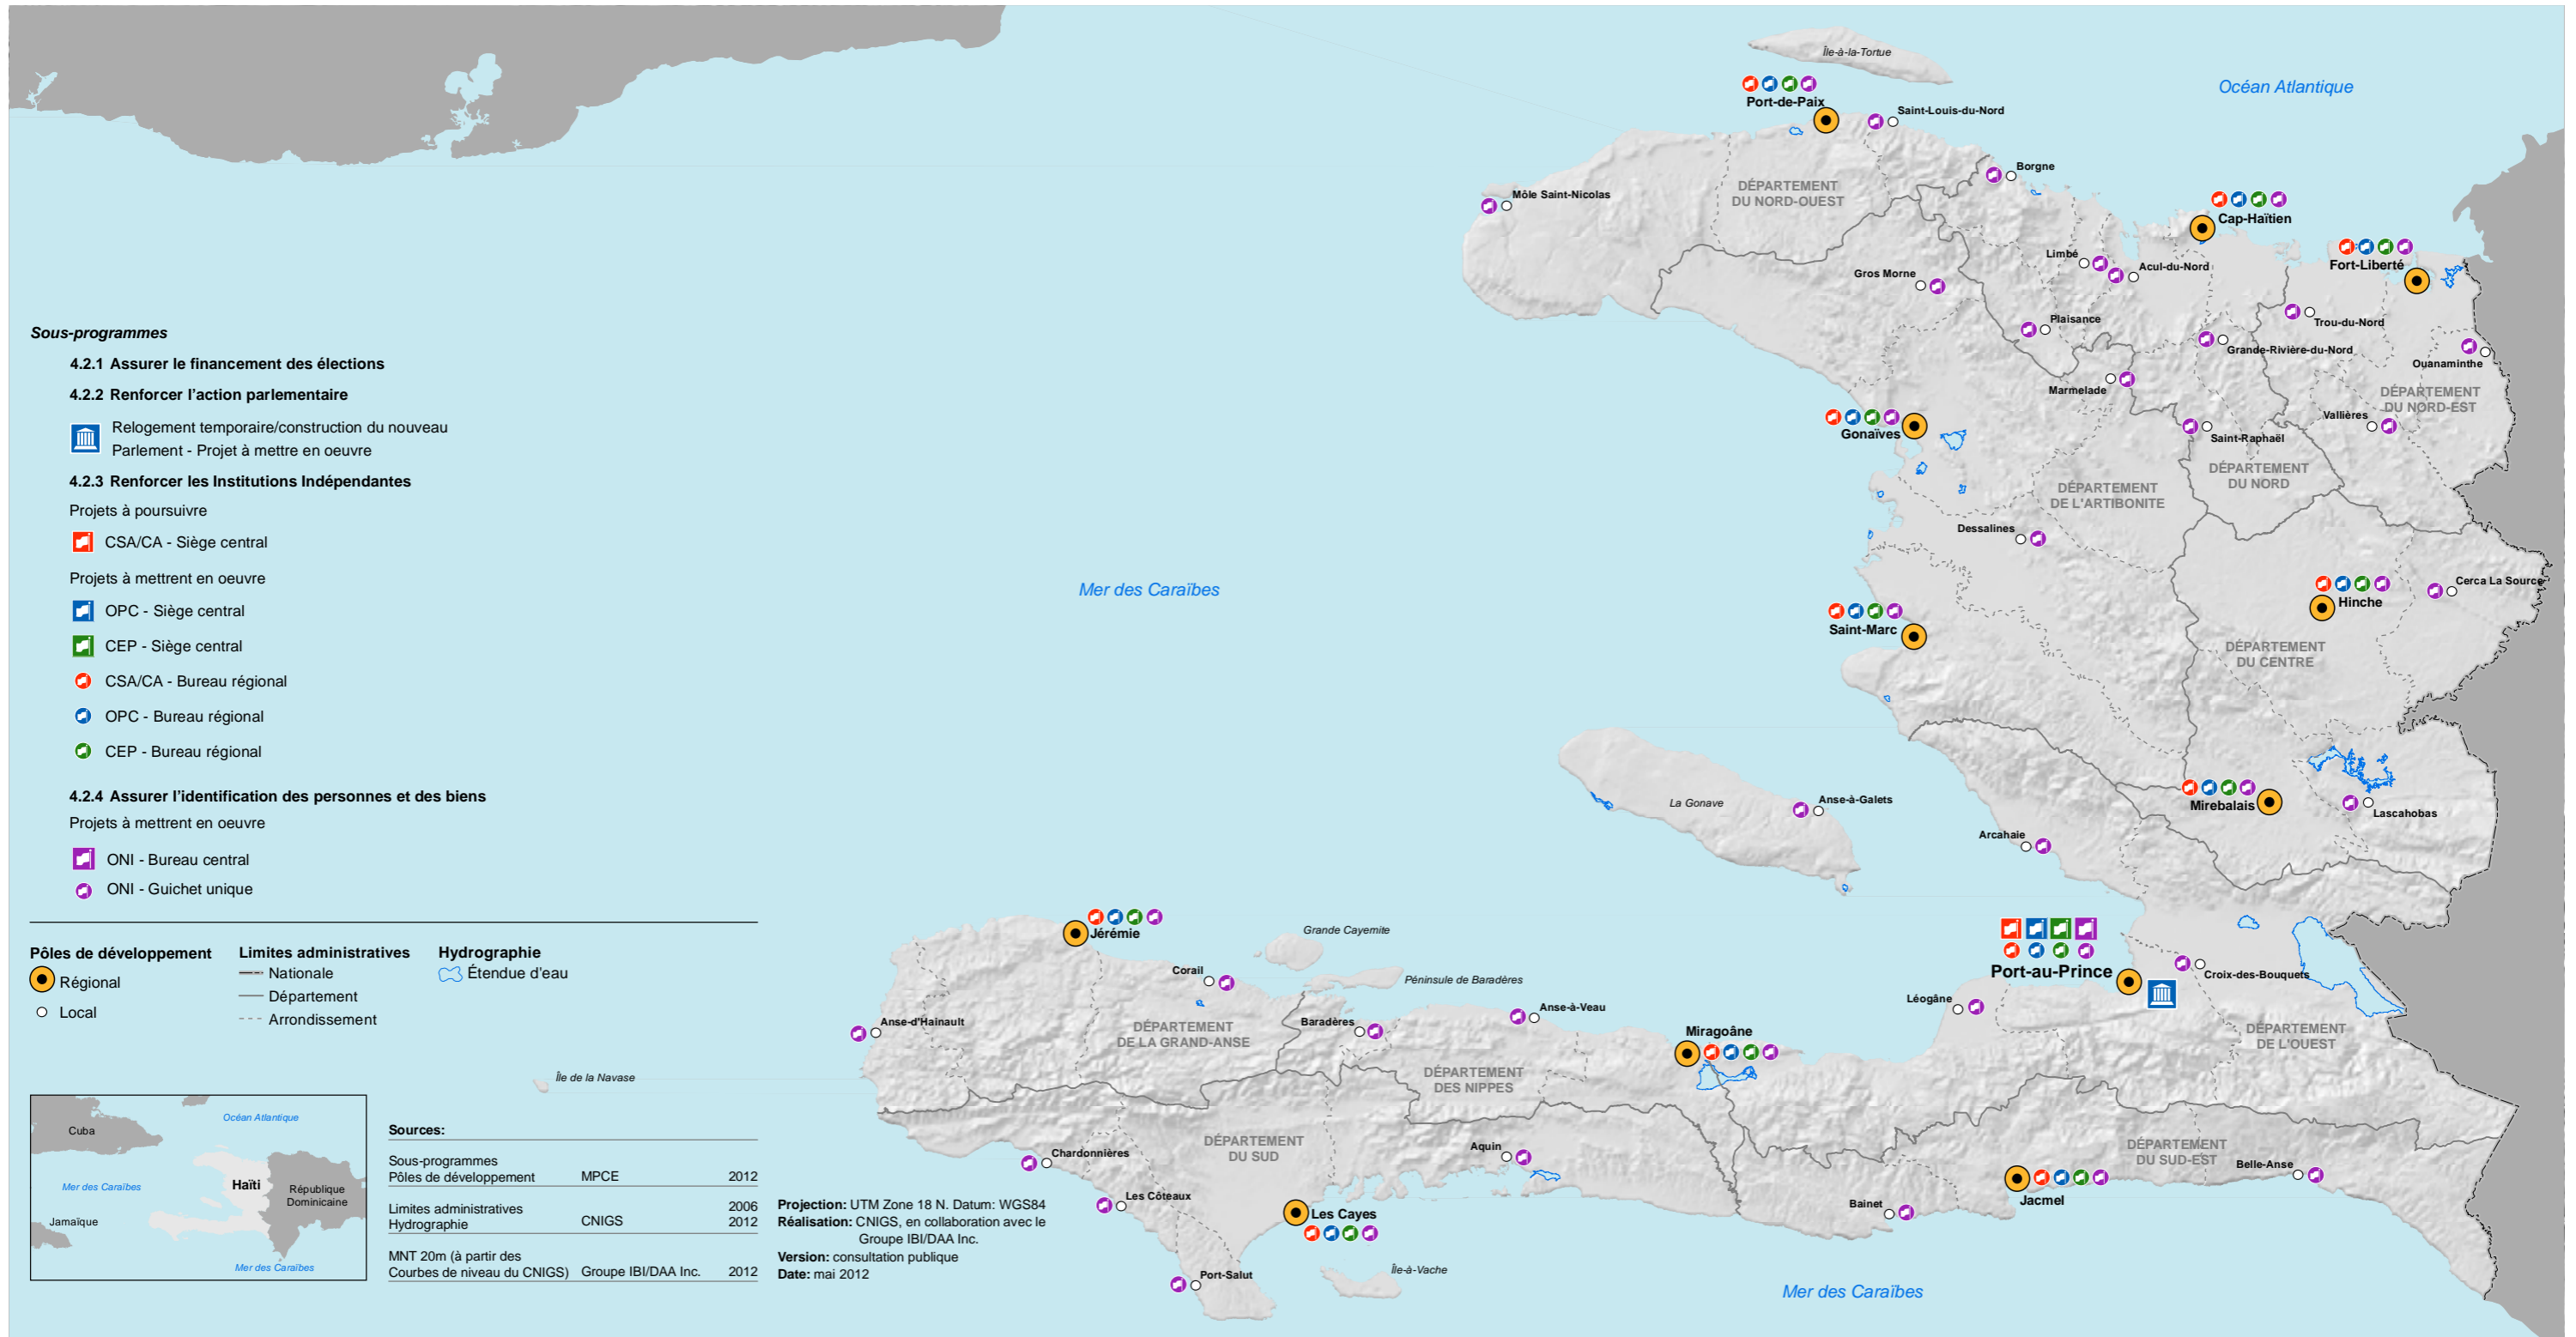 Sous-programmes
4.2.1 Assurer le financement des élections
4.2.2 Renforcer l'action parlementaire
Relogement temporaire/construction du nouveau
Parlement - Projet à mettre en oeuvre
4.2.3 Renforcer les Institutions Indépendantes
Projets à poursuivre
CSA/CA - Siège central
Projets à mettrent en oeuvre
OPC - Siège central
CEP - Siège central
CSA/CA - Bureau régional
OPC - Bureau régional
CEP - Bureau régional
4.2.4 Assurer l'identification des personnes et des biens
Projets à mettrent en oeuvre
ONI - Bureau central
ONI - Guichet unique
Pôles de développement
Régional
Local
Limites administratives
Nationale
Département
Arrondissement
Hydrographie
Étendue d'eau
Cuba
Océan Atlantique
Mer des Caraïbes
Haïti
République
Dominicaine
Jamaïque
Mer des Caraïbes
Sources:
Sous-programmes
Pôles de développement MPCE 2012
Limites administratives 2006
Hydrographie CNIGS 2012
MNT 20m (à partir des
Courbes de niveau du CNIGS) Groupe IBI/DAA Inc. 2012
Projection: UTM Zone 18 N. Datum: WGS84
Réalisation: CNIGS, en collaboration avec le
Groupe IBI/DAA Inc.
Version: consultation publique
Date: mai 2012
Île-à-la-Tortue
Océan Atlantique
Port-de-Paix
Saint-Louis-du-Nord
Borgne
Môle Saint-Nicolas
DÉPARTEMENT
DU NORD-OUEST
Cap-Haïtien
Limbé
Acul-du-Nord
Fort-Liberté
Gros Morne
Plaisance
Trou-du-Nord
Grande-Rivière-du-Nord
Ouanaminthe
Marmelade
DÉPARTEMENT
DU NORD-EST
Vallières
Gonaïves
Saint-Raphaël
DÉPARTEMENT
DU NORD
DÉPARTEMENT
DE L'ARTIBONITE
Dessalines
Mer des Caraïbes
Cerca La Source
Hinche
Saint-Marc
DÉPARTEMENT
DU CENTRE
La Gonave
Anse-à-Galets
Mirebalais
Lascahobas
Arcahaie
Jérémie
Grande Cayemite
Corail
Péninsule de Baradères
Port-au-Prince
Croix-des-Bouquets
Léogâne
Anse-d'Hainault
DÉPARTEMENT
DE LA GRAND-ANSE
Baradères
Anse-à-Veau
Miragoâne
DÉPARTEMENT
DE L'OUEST
Île de la Navase
DÉPARTEMENT
DES NIPPES
DÉPARTEMENT
DU SUD
Aquin
Chardonnières
DÉPARTEMENT
DU SUD-EST
Belle-Anse
Les Côteaux
Les Cayes
Bainet
Jacmel
Port-Salut
Île-à-Vache
Mer des Caraïbes